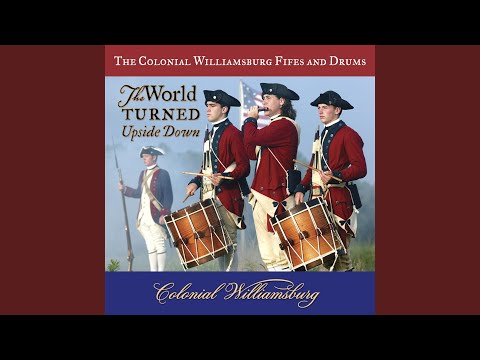 The Colonial Williamsburg Fifes and Drums
The World
TURNED
Upside Down
Colonial Williamsburg